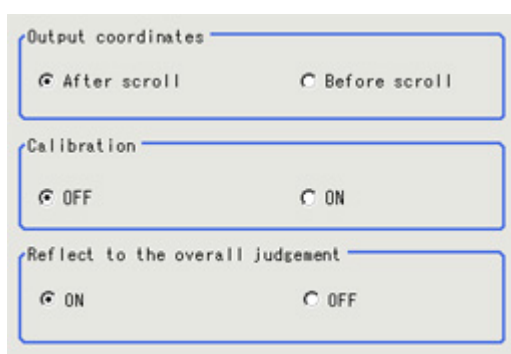 Output coordinates
After scroll Before scroll
Calibration
OFF ON
Reflect to the overall judgement
ON OFF